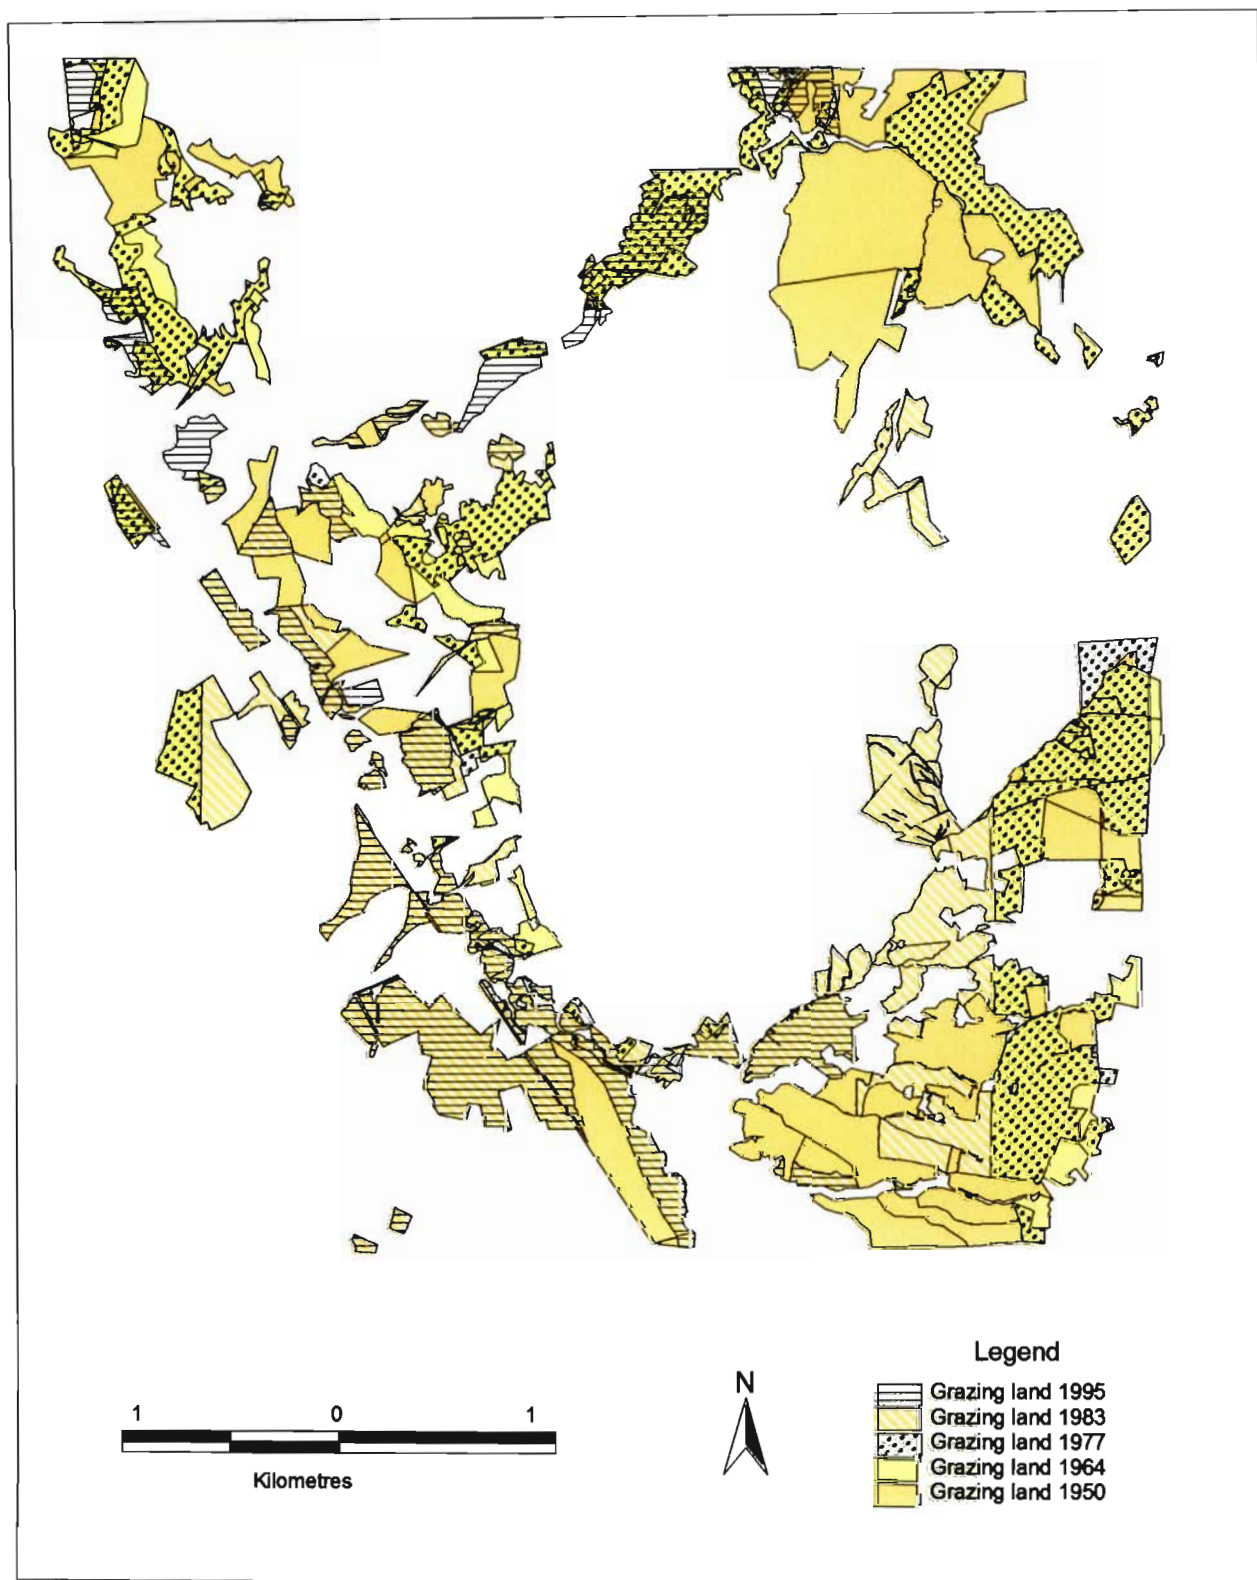 1 0 1
Kilometres
N
Legend
Grazing land 1995
Grazing land 1983
Grazing land 1977
Grazing land 1964
Grazing land 1950